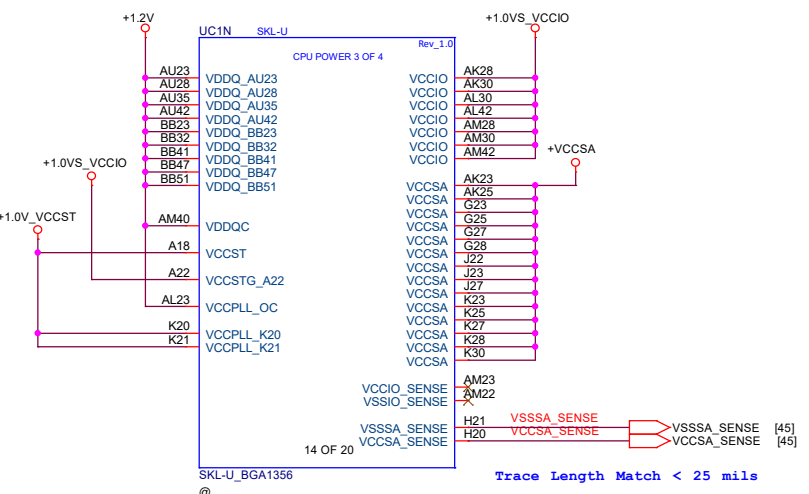 +1.2V
+1.0VS_VCCIO
UC1N SKL-U
Rev_1.0
CPU POWER 3 OF 4
AU23 VDDQ_AU23 VCCIO AK28
AU28 VDDQ_AU28 VCCIO AK30
AU35 VDDQ_AU35 VCCIO AL30
AU42 VDDQ_AU42 VCCIO AL42
BB23 VDDQ_BB23 VCCIO AM28
BB32 VDDQ_BB32 VCCIO AM30
BB41 VDDQ_BB41 VCCIO AM42
BB47 VDDQ_BB47
BB51 VDDQ_BB51
+1.0VS_VCCIO
+VCCSA
VCCSA AK23
VCCSA AK25
VCCSA G23
+1.0V_VCCST
AM40 VDDQC VCCSA G25
VCCSA G27
A18 VCCST VCCSA G28
VCCSA J22
A22 VCCSTG_A22 VCCSA J23
VCCSA J27
AL23 VCCPLL_OC VCCSA K23
VCCSA K25
K20 VCCPLL_K20 VCCSA K27
K21 VCCPLL_K21 VCCSA K28
VCCSA K30
VCCIO_SENSE AM23
VSSIO_SENSE AM22
VSSSA_SENSE H21 VSSSA_SENSE VSSSA_SENSE [45]
VCCSA_SENSE H20 VCCSA_SENSE VCCSA_SENSE [45]
14 OF 20
SKL-U_BGA1356
Trace Length Match < 25 mils
@